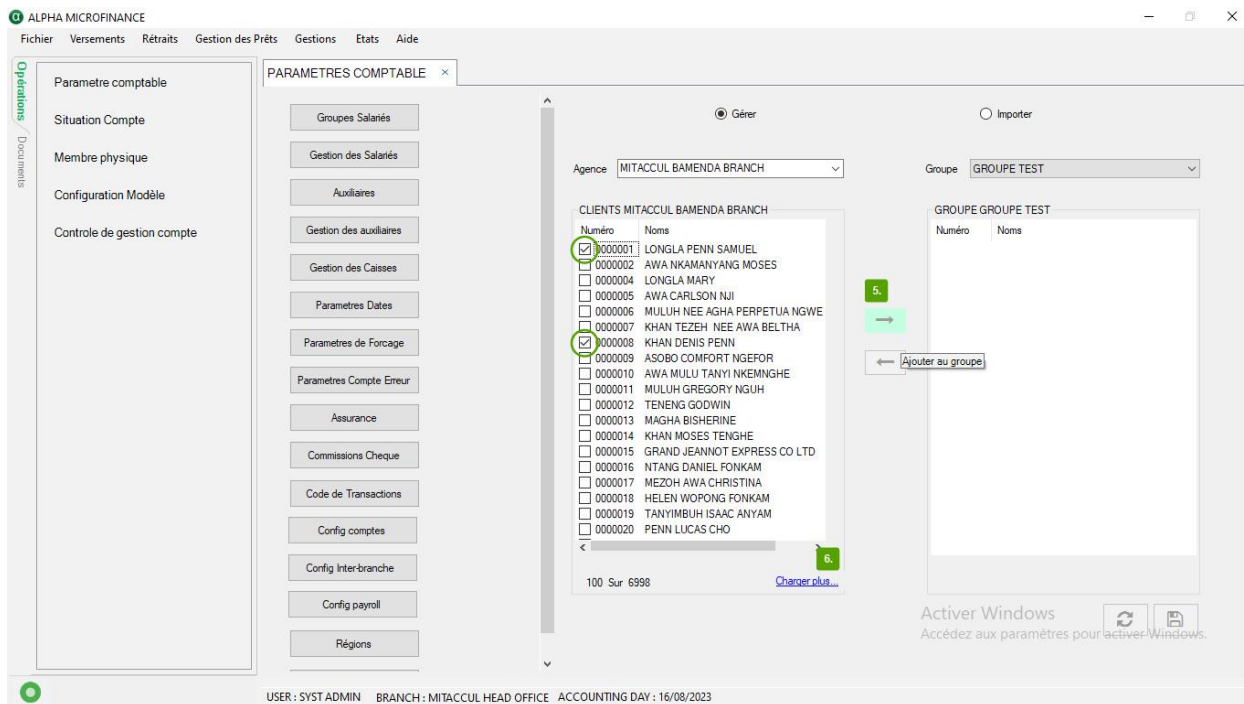 ALPHA MICROFINANCE
Fichier Versements Rétraits Gestion des Prêts Gestions Etats Aide
Opérations
Documents
Parametre comptable
Situation Compte
Membre physique
Configuration Modèle
Controle de gestion compte
PARAMETRES COMPTABLE ×
Groupes Salariés
Gestion des Salariés
Auxiliaires
Gestion des auxiliaires
Gestion des Caisses
Parametres Dates
Parametres de Forcage
Parametres Compte Erreur
Assurance
Commissions Cheque
Code de Transactions
Config comptes
Config Inter-branche
Config payroll
Régions
Gérer
Importer
Agence MITACCUL BAMENDA BRANCH
Groupe GROUPE TEST
CLIENTS MITACCUL BAMENDA BRANCH
Numéro Noms
0000001 LONGLA PENN SAMUEL
0000002 AWA NKAMANYANG MOSES
0000004 LONGLA MARY
0000005 AWA CARLSON NJI
0000006 MULUH NEE AGHA PERPETUA NGWE
0000007 KHAN TEZEH NEE AWA BELTHA
0000008 KHAN DENIS PENN
0000009 ASOBO COMFORT NGEFOR
0000010 AWA MULU TANYI NKEMNGHE
0000011 MULUH GREGORY NGUH
0000012 TENENG GODWIN
0000013 MAGHA BISHERINE
0000014 KHAN MOSES TENGHE
0000015 GRAND JEANNOT EXPRESS CO LTD
0000016 NTANG DANIEL FONKAM
0000017 MEZOH AWA CHRISTINA
0000018 HELEN WOPONG FONKAM
0000019 TANYIMBUH ISAAC ANYAM
0000020 PENN LUCAS CHO
6.
100 Sur 6998 Charger plus...
5.
Ajouter au groupe
GROUPE GROUPE TEST
Numéro Noms
Activer Windows
Accédez aux paramètres pour activer Windows.
USER : SYST ADMIN BRANCH : MITACCUL HEAD OFFICE ACCOUNTING DAY : 16/08/2023